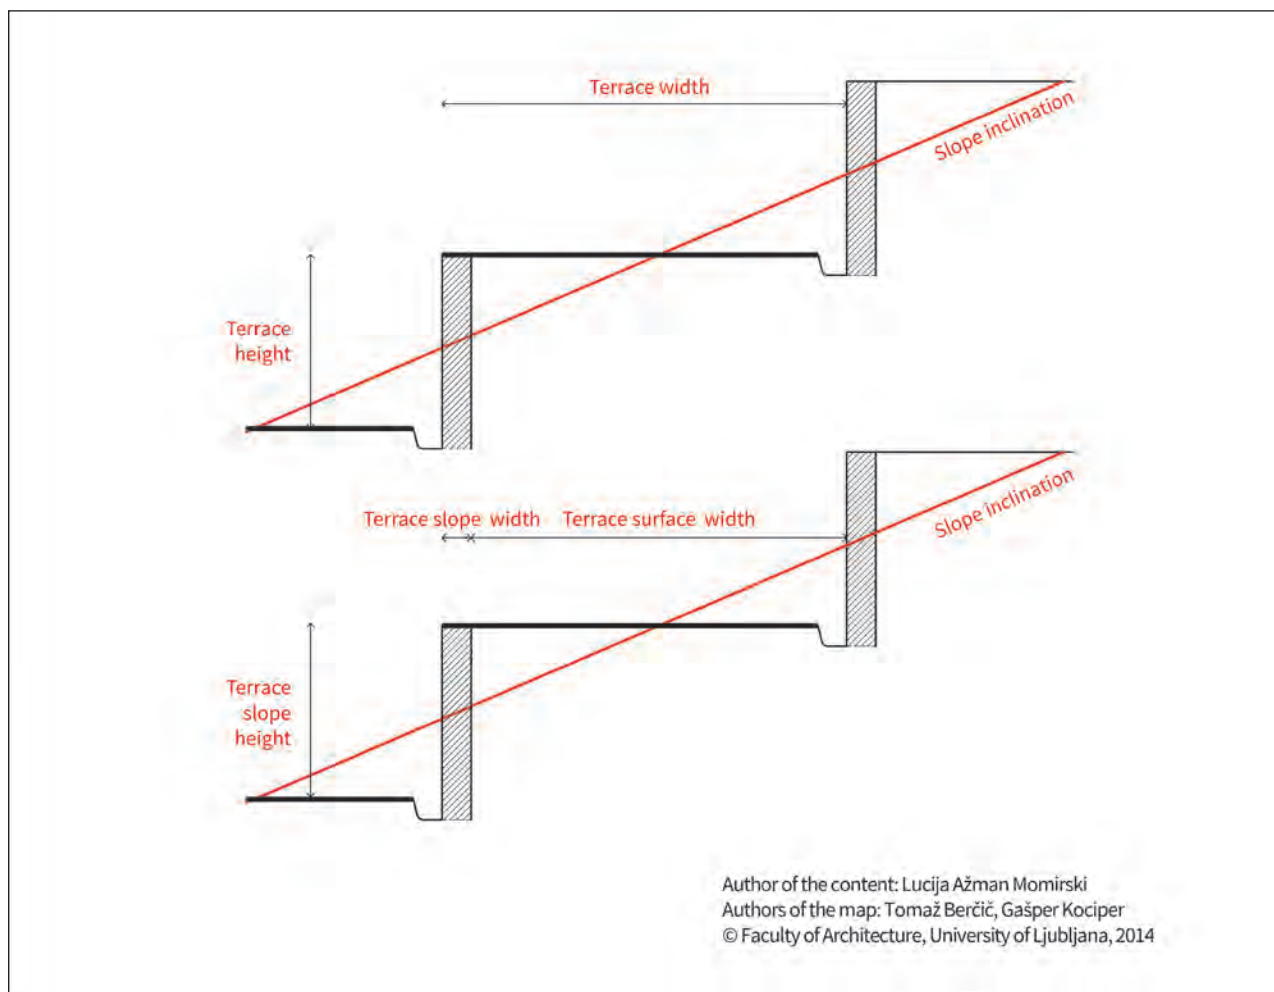 Terrace width
Slope inclination
Terrace
height
Terrace slope width
Terrace surface width
Slope inclination
Terrace
slope
height
Author of the content: Lucija Ažman Momirski
Authors of the map: Tomaž Berčič, Gašper Kociper
© Faculty of Architecture, University of Ljubljana, 2014